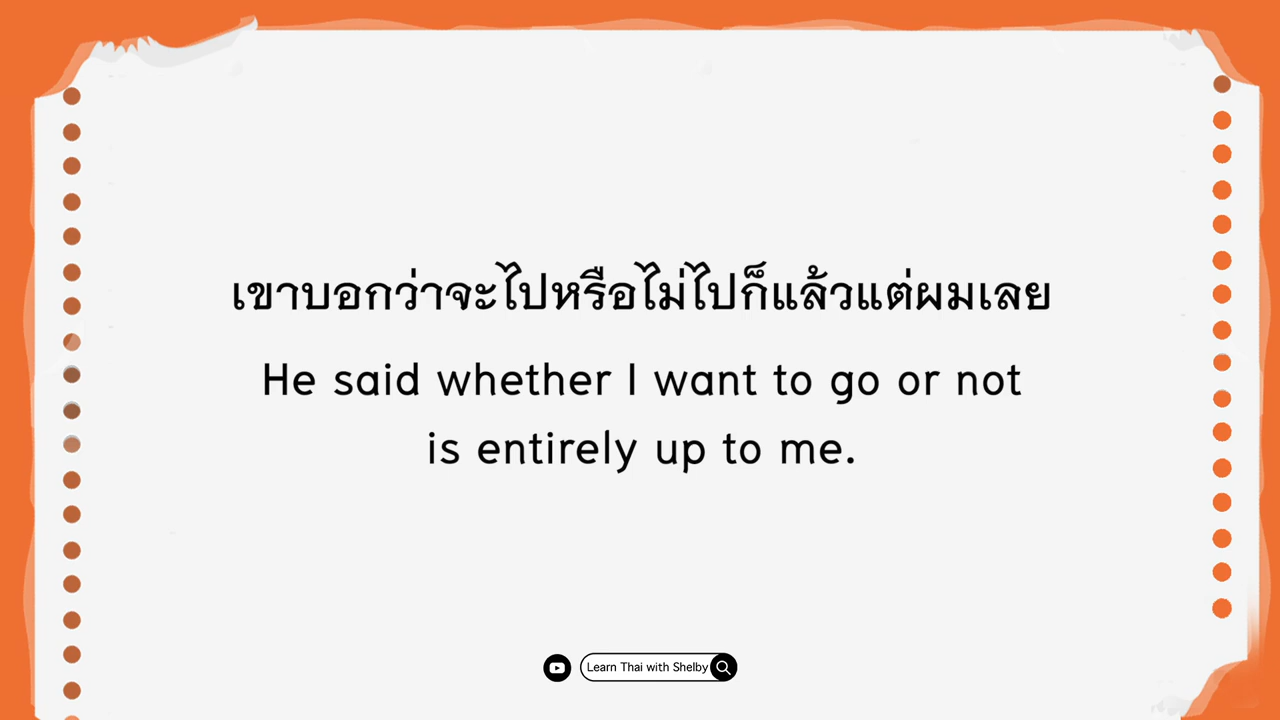 เขาบอกว่าจะไปหรือไม่ไปก็แล้วแต่ผมเลย
He said whether I want to go or not
is entirely up to me.
Learn Thai with Shelby